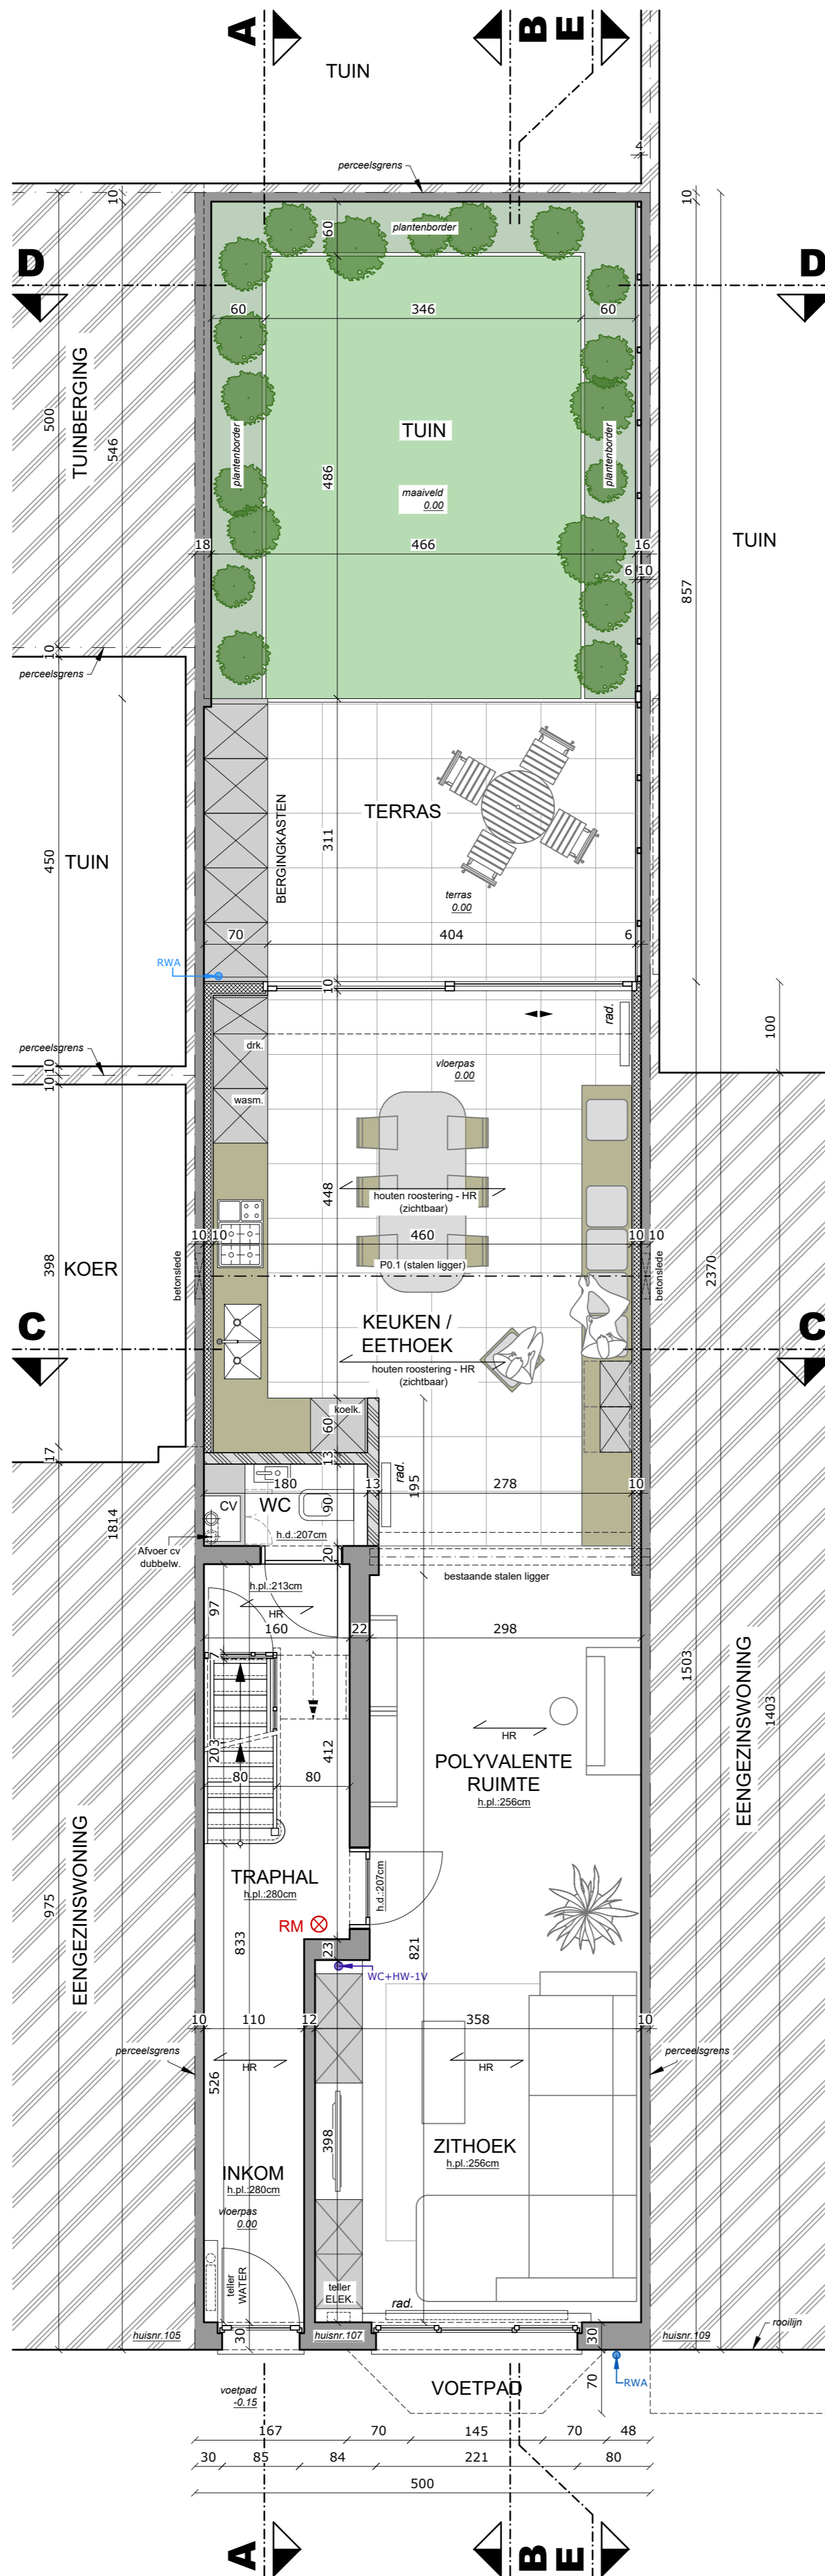 A
B
E
TUIN
4
perceelsgrens
10
10
10
60
plantenborder
D
D
60
346
60
TUINBERGING
500
546
plantenborder
TUIN
plantenborder
486
maaiveld
0.00
TUIN
18
466
16
6
10
857
10
perceelsgrens
BERGINGKASTEN
TERRAS
311
450
TUIN
terras
0.00
70
404
6
RWA
10
rad.
100
drk.
vloerpas
0.00
perceelsgrens
10
10
wasm.
448
houten roostering - HR
(zichtbaar)
10
10
460
10
10
398
KOER
betonslede
P0.1 (stalen ligger)
betonslede
2370
KEUKEN /
EETHOEK
C
C
houten roostering - HR
(zichtbaar)
koelk.
60
17
13
rad.
180
13
195
278
10
CV
WC
90
1814
h.d.:207cm
Afvoer cv
dubbelw.
20
bestaande stalen ligger
h.pl.:213cm
97
HR
160
22
298
7
1503
EENGEZINSWONING
1403
HR
203
412
80
80
POLYVALENTE
RUIMTE
h.pl.:256cm
EENGEZINSWONING
975
TRAPHAL
h.pl.:280cm
h.d.:207cm
RM
833
23
821
WC+HW-1V
10
110
12
358
10
perceelsgrens
perceelsgrens
HR
HR
526
398
ZITHOEK
h.pl.:256cm
INKOM
h.pl.:280cm
vloerpas
0.00
teller
WATER
teller
ELEK.
rad.
rooilijn
huisnr.105
30
huisnr.107
30
huisnr.109
voetpad
-0.15
VOETPAD
70
RWA
167
70
145
70
48
30
85
84
221
80
500
A
B
E